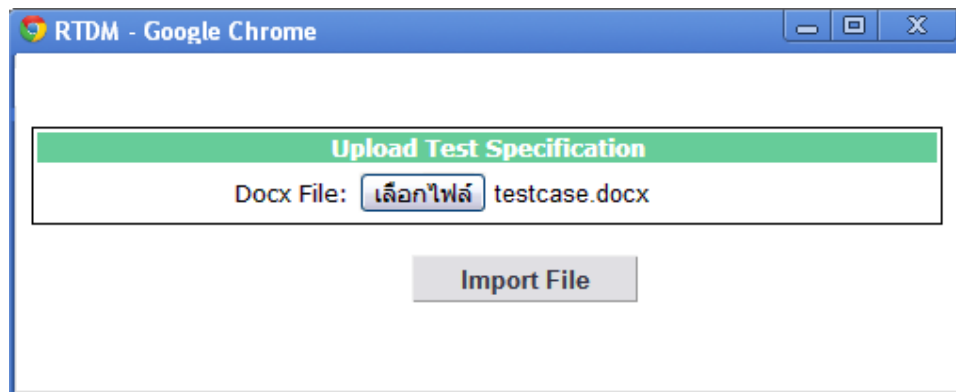 RTDM - Google Chrome
Upload Test Specification
Docx File: เลือกไฟล์ testcase.docx
Import File